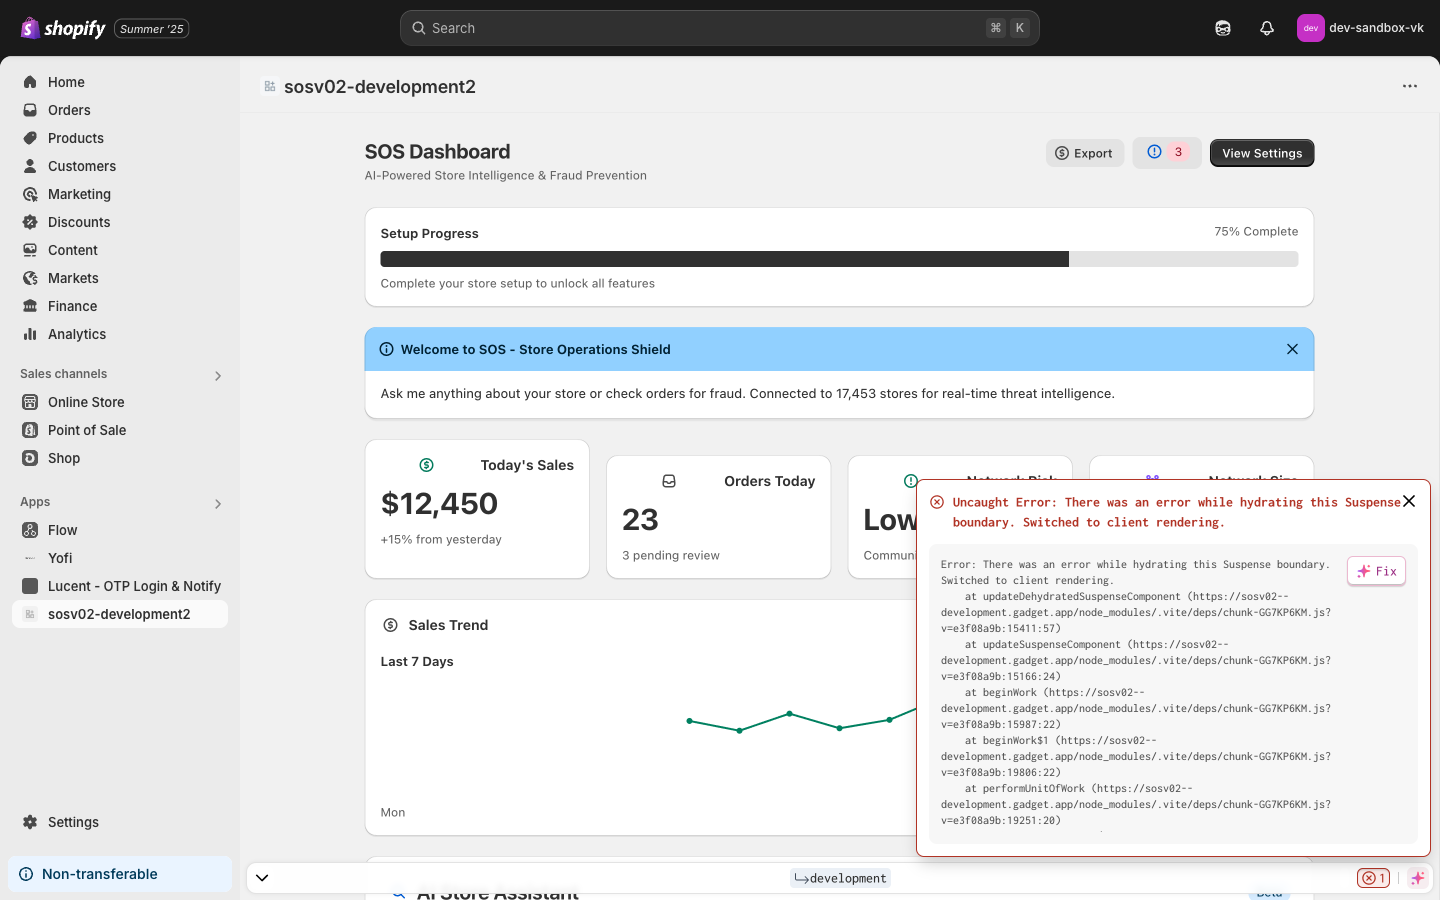 shopify Summer '25
Search
⌘ K
dev dev-sandbox-vk
Home
Orders
Products
Customers
Marketing
Discounts
Content
Markets
Finance
Analytics
Sales channels
Online Store
Point of Sale
Shop
Apps
Flow
Yofi
Lucent - OTP Login & Notify
sosv02-development2
Settings
Non-transferable
sosv02-development2
SOS Dashboard
AI-Powered Store Intelligence & Fraud Prevention
Export
3
View Settings
Setup Progress
75% Complete
Complete your store setup to unlock all features
Welcome to SOS - Store Operations Shield
Ask me anything about your store or check orders for fraud. Connected to 17,453 stores for real-time threat intelligence.
Today's Sales
$12,450
+15% from yesterday
Orders Today
23
3 pending review
Network Risk
Low
Communi
Network Size
Sales Trend
Last 7 Days
Mon
Uncaught Error: There was an error while hydrating this Suspense
boundary. Switched to client rendering.
Error: There was an error while hydrating this Suspense boundary.
Switched to client rendering.
at updateDehydratedSuspenseComponent (https://sosv02--
development.gadget.app/node_modules/.vite/deps/chunk-GG7KP6KM.js?
v=e3f08a9b:15411:57)
at updateSuspenseComponent (https://sosv02--
development.gadget.app/node_modules/.vite/deps/chunk-GG7KP6KM.js?
v=e3f08a9b:15166:24)
at beginWork (https://sosv02--
development.gadget.app/node_modules/.vite/deps/chunk-GG7KP6KM.js?
v=e3f08a9b:15987:22)
at beginWork$1 (https://sosv02--
development.gadget.app/node_modules/.vite/deps/chunk-GG7KP6KM.js?
v=e3f08a9b:19806:22)
at performUnitOfWork (https://sosv02--
development.gadget.app/node_modules/.vite/deps/chunk-GG7KP6KM.js?
v=e3f08a9b:19251:20)
Fix
development
1
AI Store Assistant
Beta